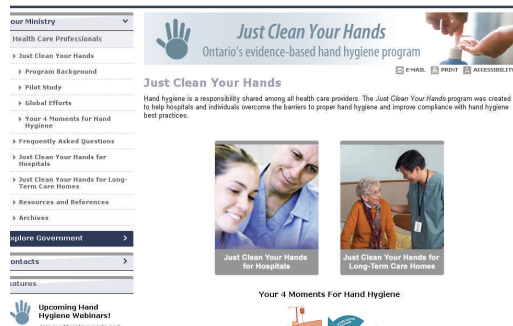 our Ministry
Health Care Professionals
Just Clean Your Hands
Program Background
Pilot Study
Global Efforts
Your 4 Moments for Hand
Hygiene
Frequently Asked Questions
Just Clean Your Hands for
Hospitals
Just Clean Your Hands for Long-
Term Care Homes
Resources and References
Archives
xplore Government
ontacts
eatures
Upcoming Hand
Hygiene Webinars!
Just Clean Your Hands
Ontario's evidence-based hand hygiene program
E-MAIL PRINT ACCESSIBILITY
Just Clean Your Hands
Hand hygiene is a responsibility shared among all health care providers. The Just Clean Your Hands program was created
to help hospitals and individuals overcome the barriers to proper hand hygiene and improve compliance with hand hygiene
best practices.
Just Clean Your Hands
for Hospitals
Just Clean Your Hands for
Long-Term Care Homes
Your 4 Moments For Hand Hygiene